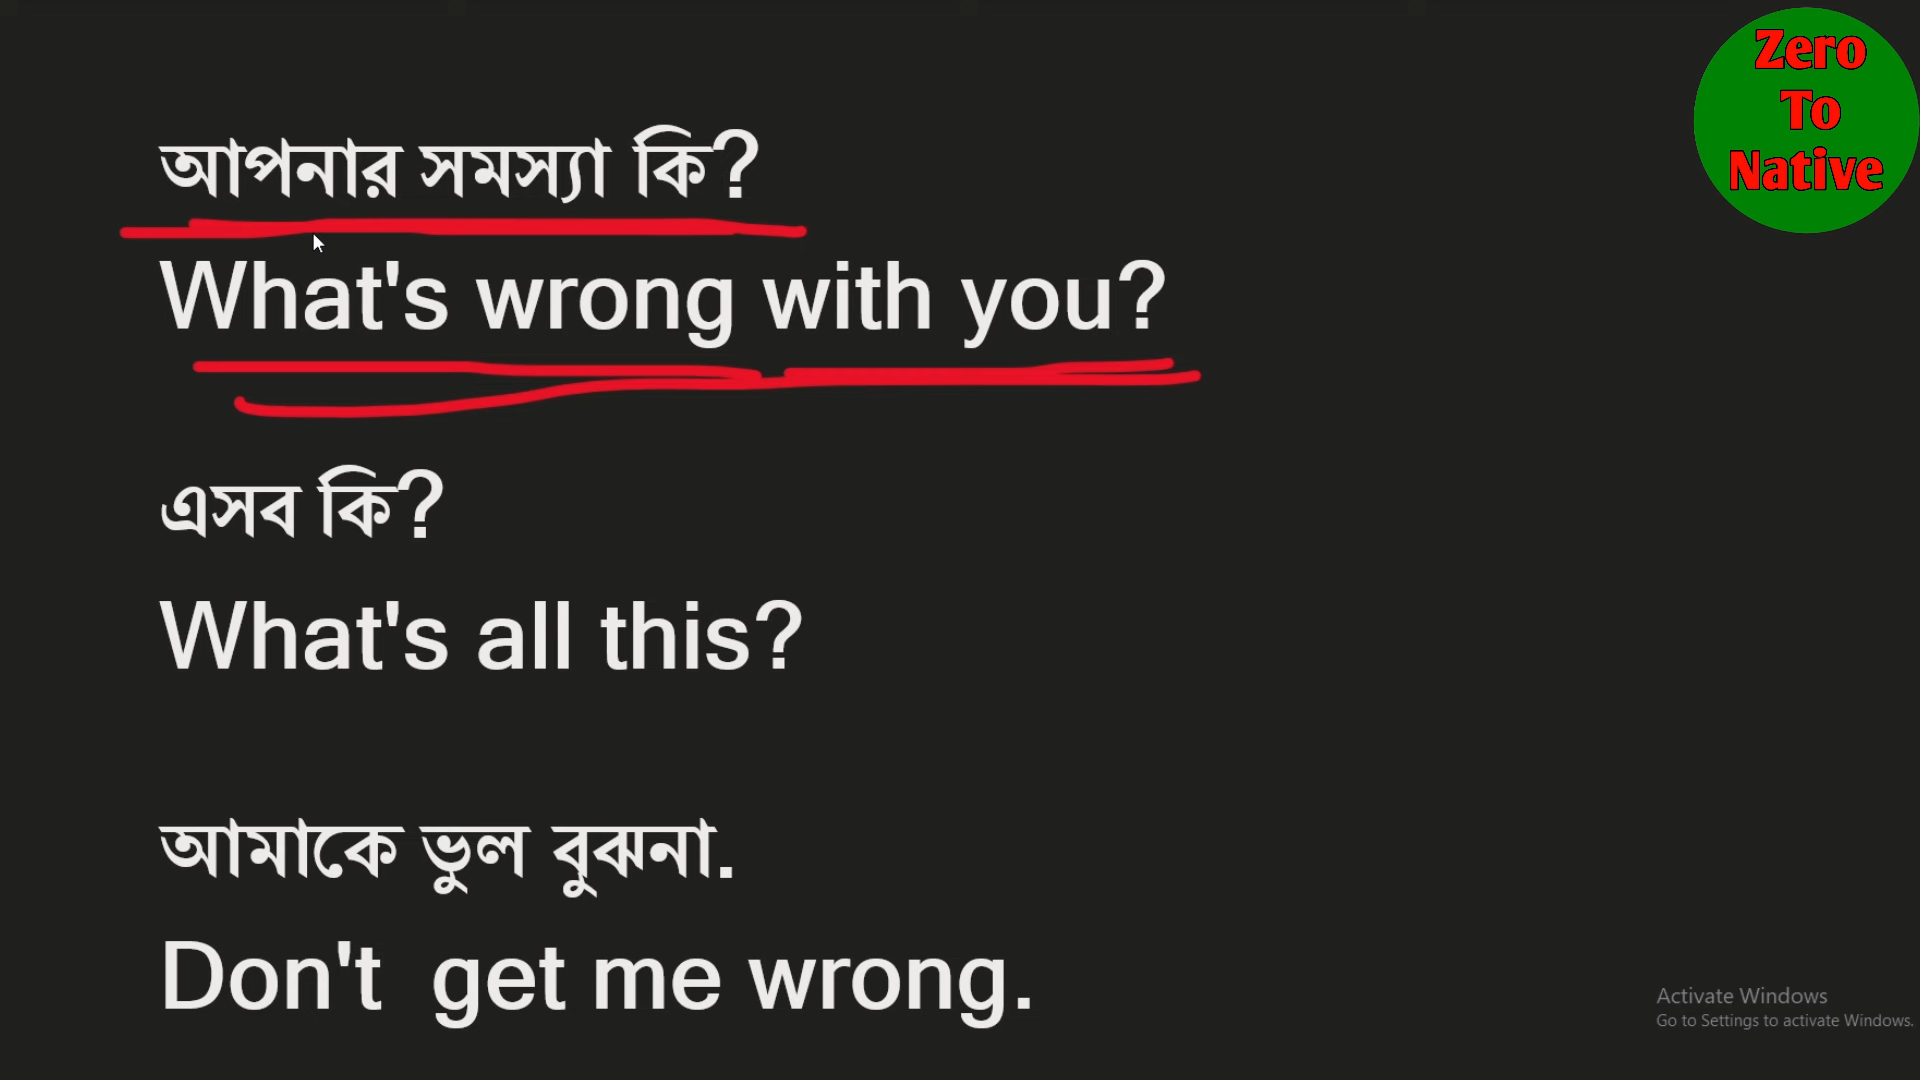 Zero
To
Native
আপনার সমস্যা কি?
What's wrong with you?
এসব কি?
What's all this?
আমাকে ভুল বুঝনা.
Don't  get me wrong.
Activate Windows
Go to Settings to activate Windows.